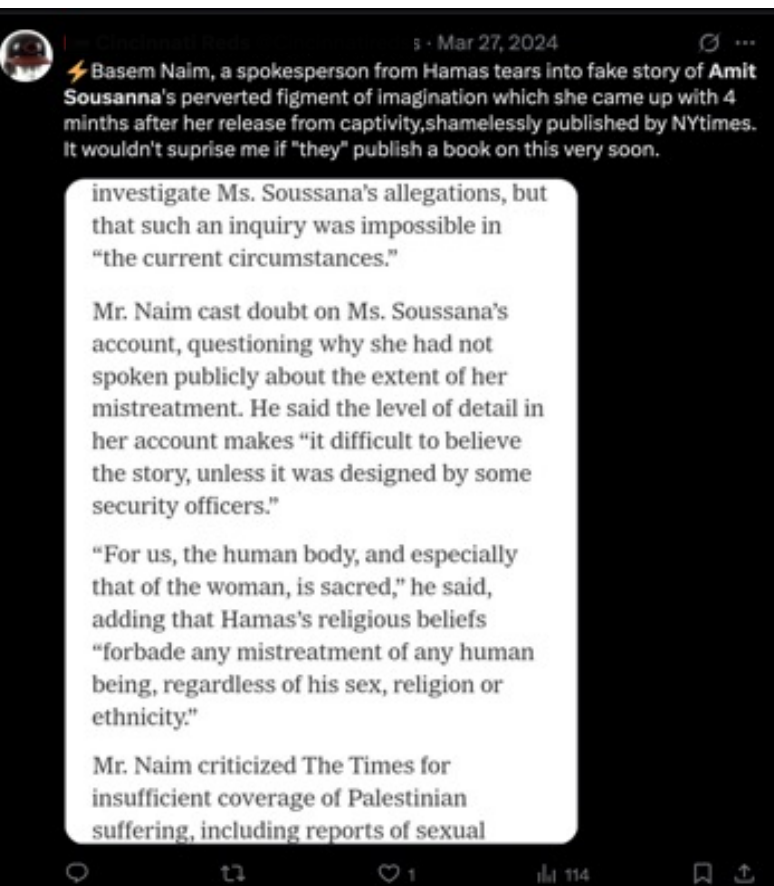 s · Mar 27, 2024
⚡Basem Naim, a spokesperson from Hamas tears into fake story of Amit
Sousanna's perverted figment of imagination which she came up with 4
minths after her release from captivity,shamelessly published by NYtimes.
It wouldn't suprise me if "they" publish a book on this very soon.
investigate Ms. Soussana’s allegations, but
that such an inquiry was impossible in
“the current circumstances.”
Mr. Naim cast doubt on Ms. Soussana’s
account, questioning why she had not
spoken publicly about the extent of her
mistreatment. He said the level of detail in
her account makes “it difficult to believe
the story, unless it was designed by some
security officers.”
“For us, the human body, and especially
that of the woman, is sacred,” he said,
adding that Hamas’s religious beliefs
“forbade any mistreatment of any human
being, regardless of his sex, religion or
ethnicity.”
Mr. Naim criticized The Times for
insufficient coverage of Palestinian
suffering, including reports of sexual
1
114